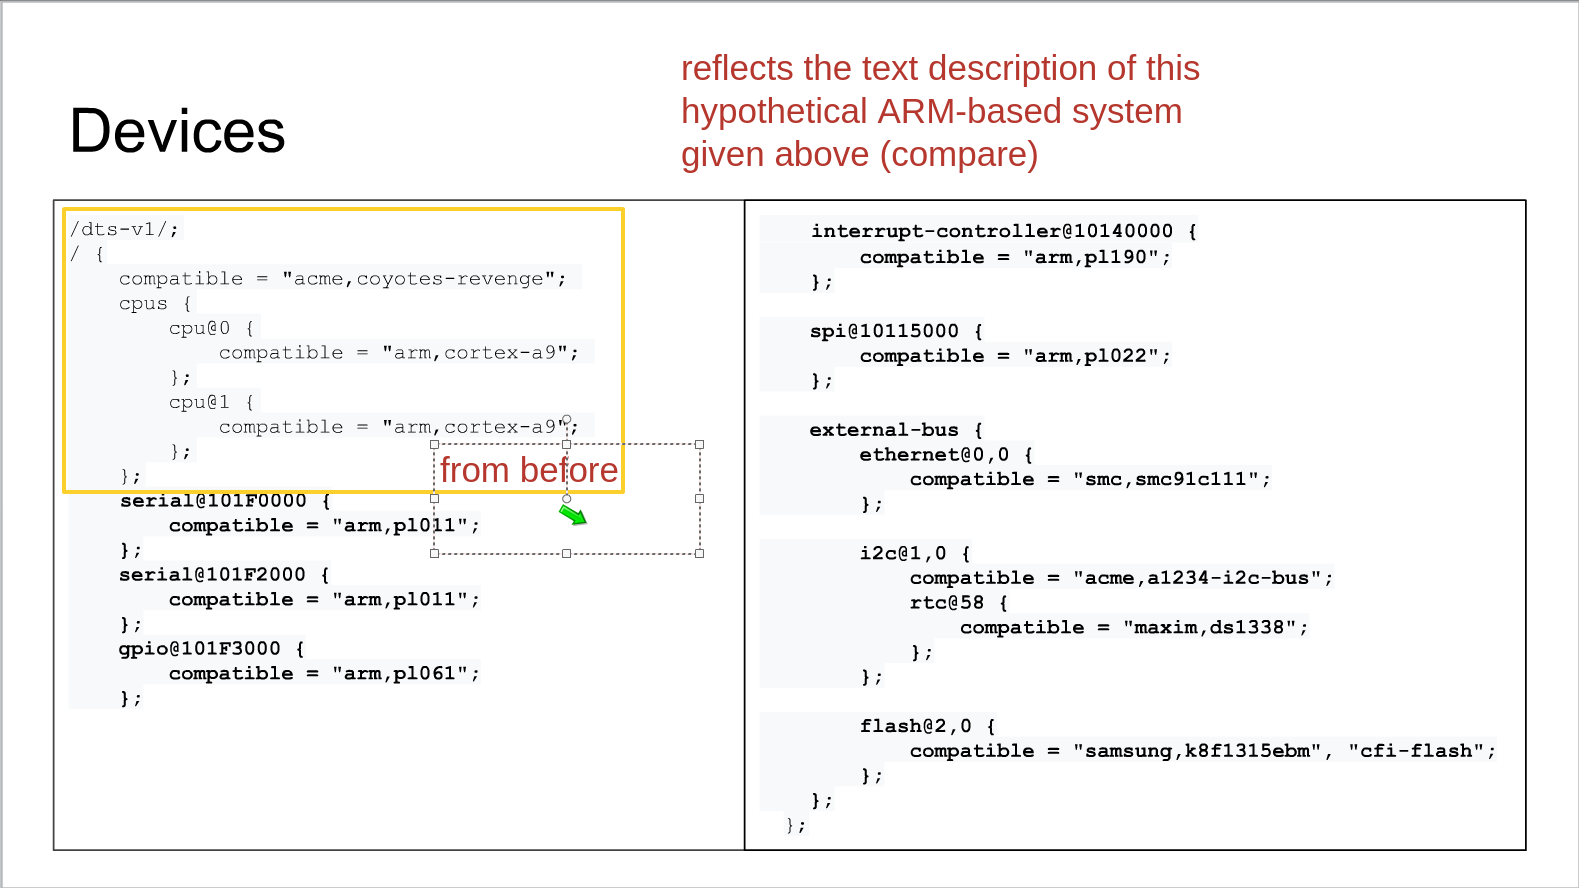 reflects the text description of this
hypothetical ARM-based system
given above (compare)
Devices
/dts-v1/;
/ {
    compatible = "acme,coyotes-revenge";
    cpus {
        cpu@0 {
            compatible = "arm,cortex-a9";
        };
        cpu@1 {
            compatible = "arm,cortex-a9";
        };
    };
from before
    serial@101F0000 {
        compatible = "arm,pl011";
    };
    serial@101F2000 {
        compatible = "arm,pl011";
    };
    gpio@101F3000 {
        compatible = "arm,pl061";
    };
    interrupt-controller@10140000 {
        compatible = "arm,pl190";
    };
    spi@10115000 {
        compatible = "arm,pl022";
    };
    external-bus {
        ethernet@0,0 {
            compatible = "smc,smc91c111";
        };
        i2c@1,0 {
            compatible = "acme,a1234-i2c-bus";
            rtc@58 {
                compatible = "maxim,ds1338";
            };
        };
        flash@2,0 {
            compatible = "samsung,k8f1315ebm", "cfi-flash";
        };
    };
};